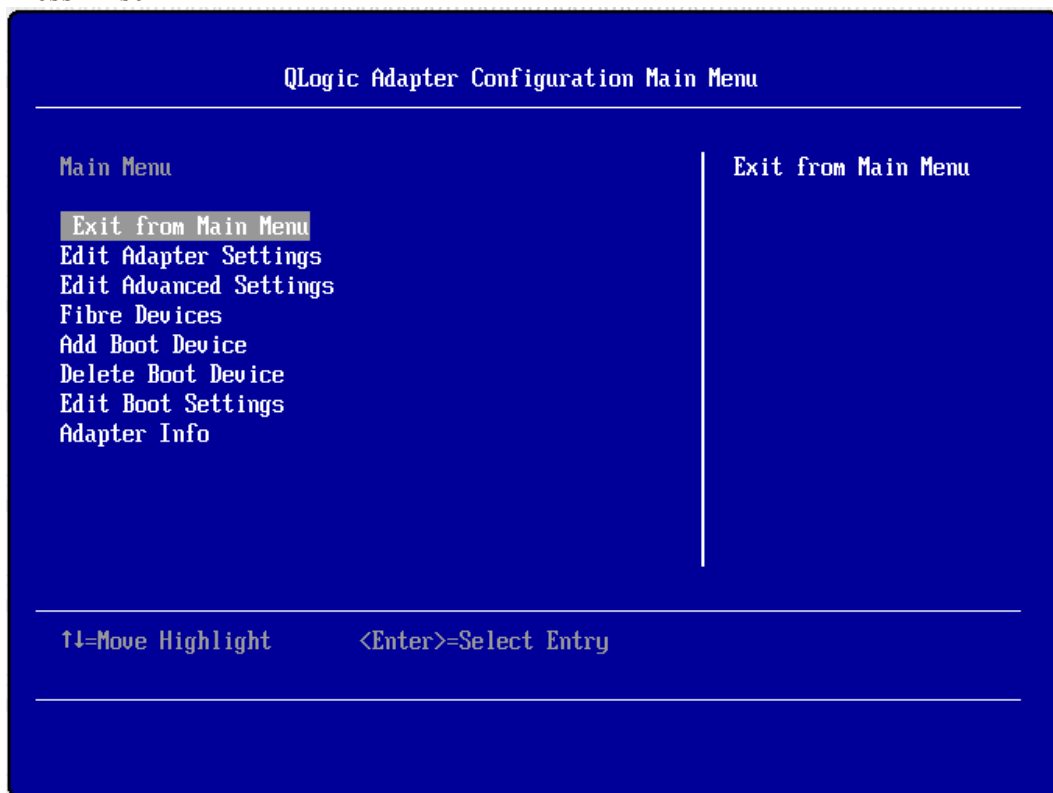 QLogic Adapter Configuration Main Menu
Main Menu
Exit from Main Menu
Exit from Main Menu
Edit Adapter Settings
Edit Advanced Settings
Fibre Devices
Add Boot Device
Delete Boot Device
Edit Boot Settings
Adapter Info
↑↓=Move Highlight <Enter>=Select Entry